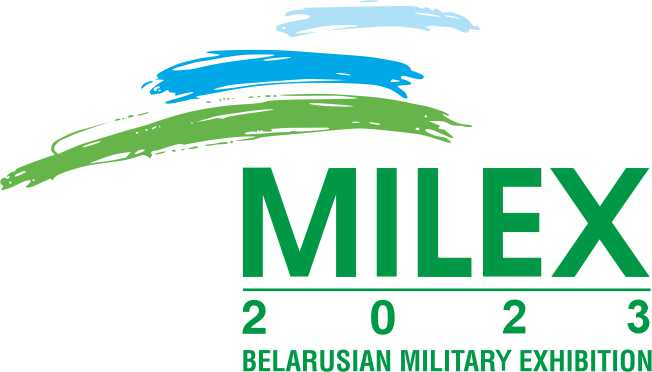 MILEX
2 0 2 3
BELARUSIAN MILITARY EXHIBITION